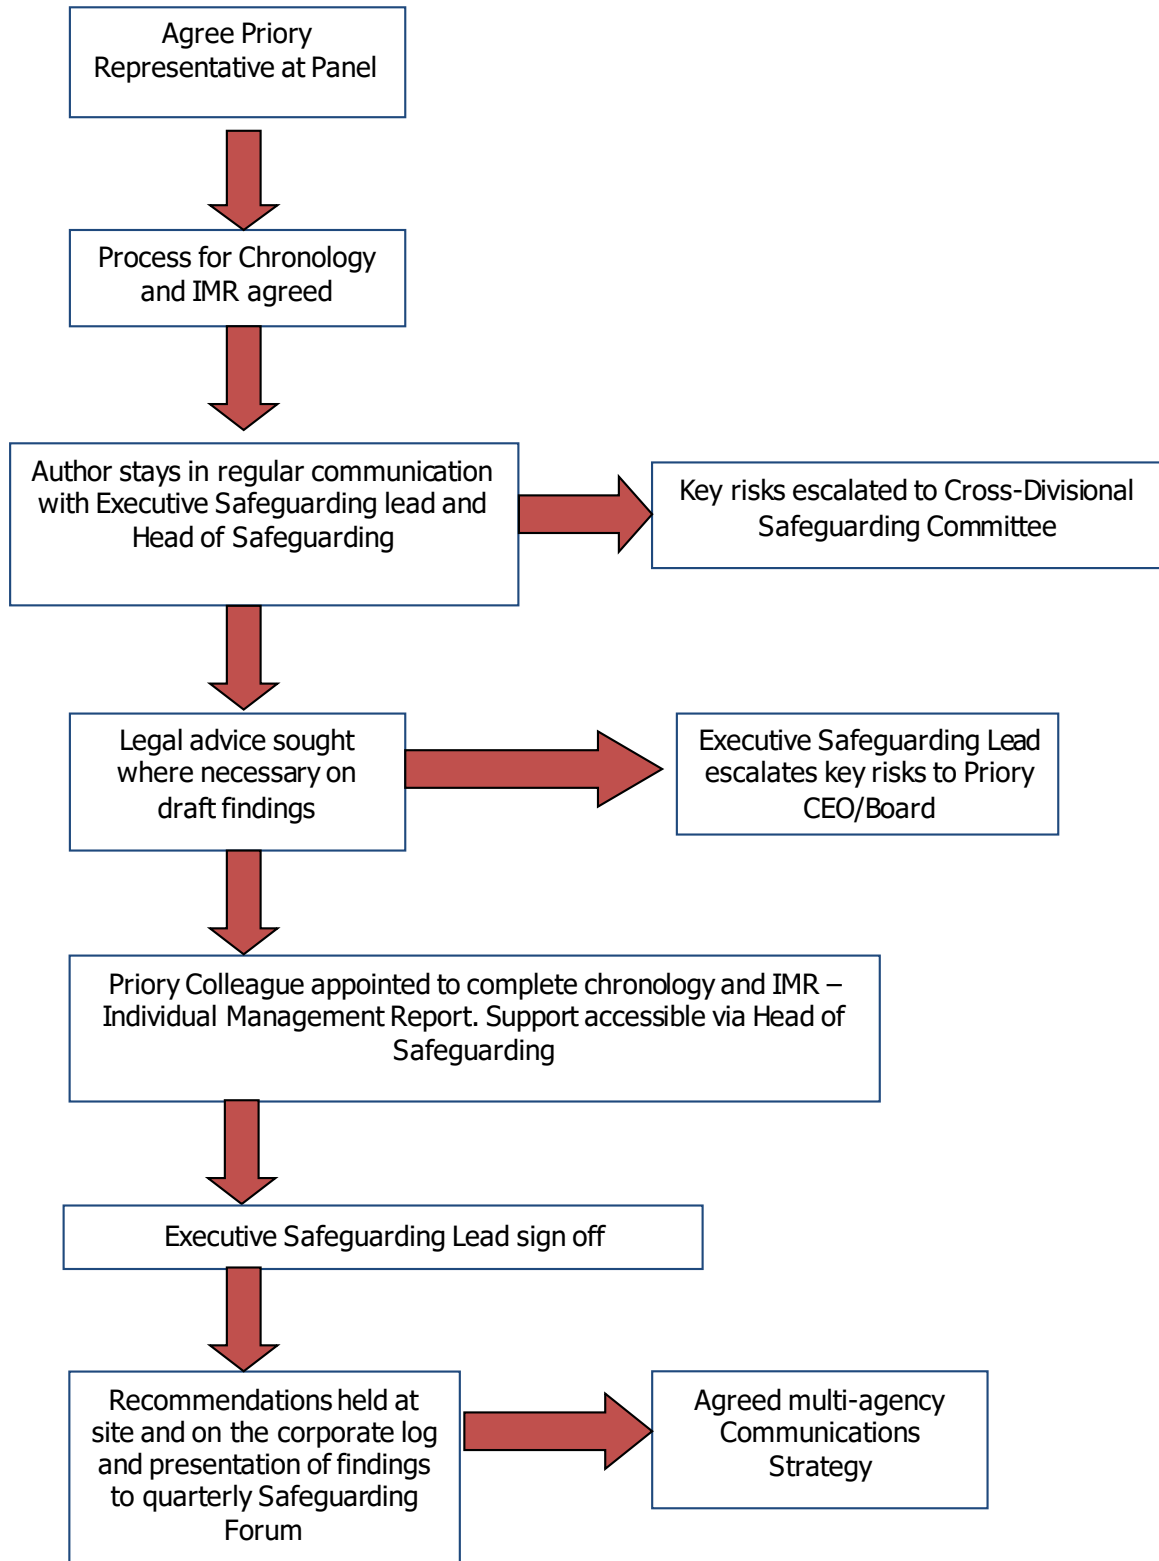 Agree Priory
Representative at Panel
Process for Chronology
and IMR agreed
Author stays in regular communication
with Executive Safeguarding lead and
Head of Safeguarding
Key risks escalated to Cross-Divisional
Safeguarding Committee
Legal advice sought
where necessary on
draft findings
Executive Safeguarding Lead
escalates key risks to Priory
CEO/Board
Priory Colleague appointed to complete chronology and IMR –
Individual Management Report. Support accessible via Head of
Safeguarding
Executive Safeguarding Lead sign off
Recommendations held at
site and on the corporate log
and presentation of findings
to quarterly Safeguarding
Forum
Agreed multi-agency
Communications
Strategy